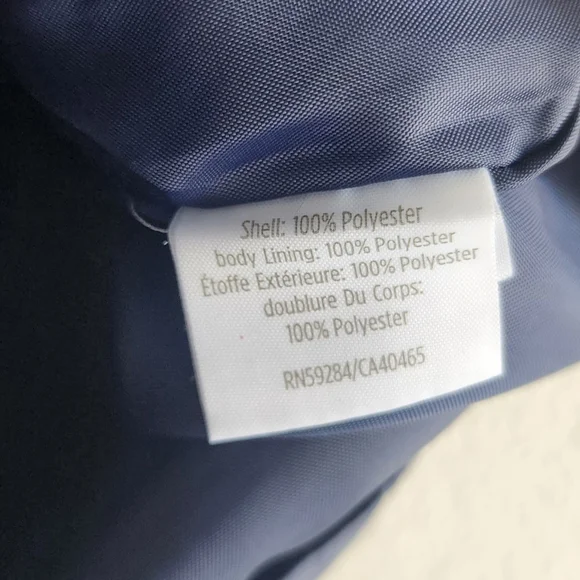 Shell: 100% Polyester
body Lining: 100% Polyester
Étoffe Extérieure: 100% Polyester
doublure Du Corps:
100% Polyester
RN59284/CA40465